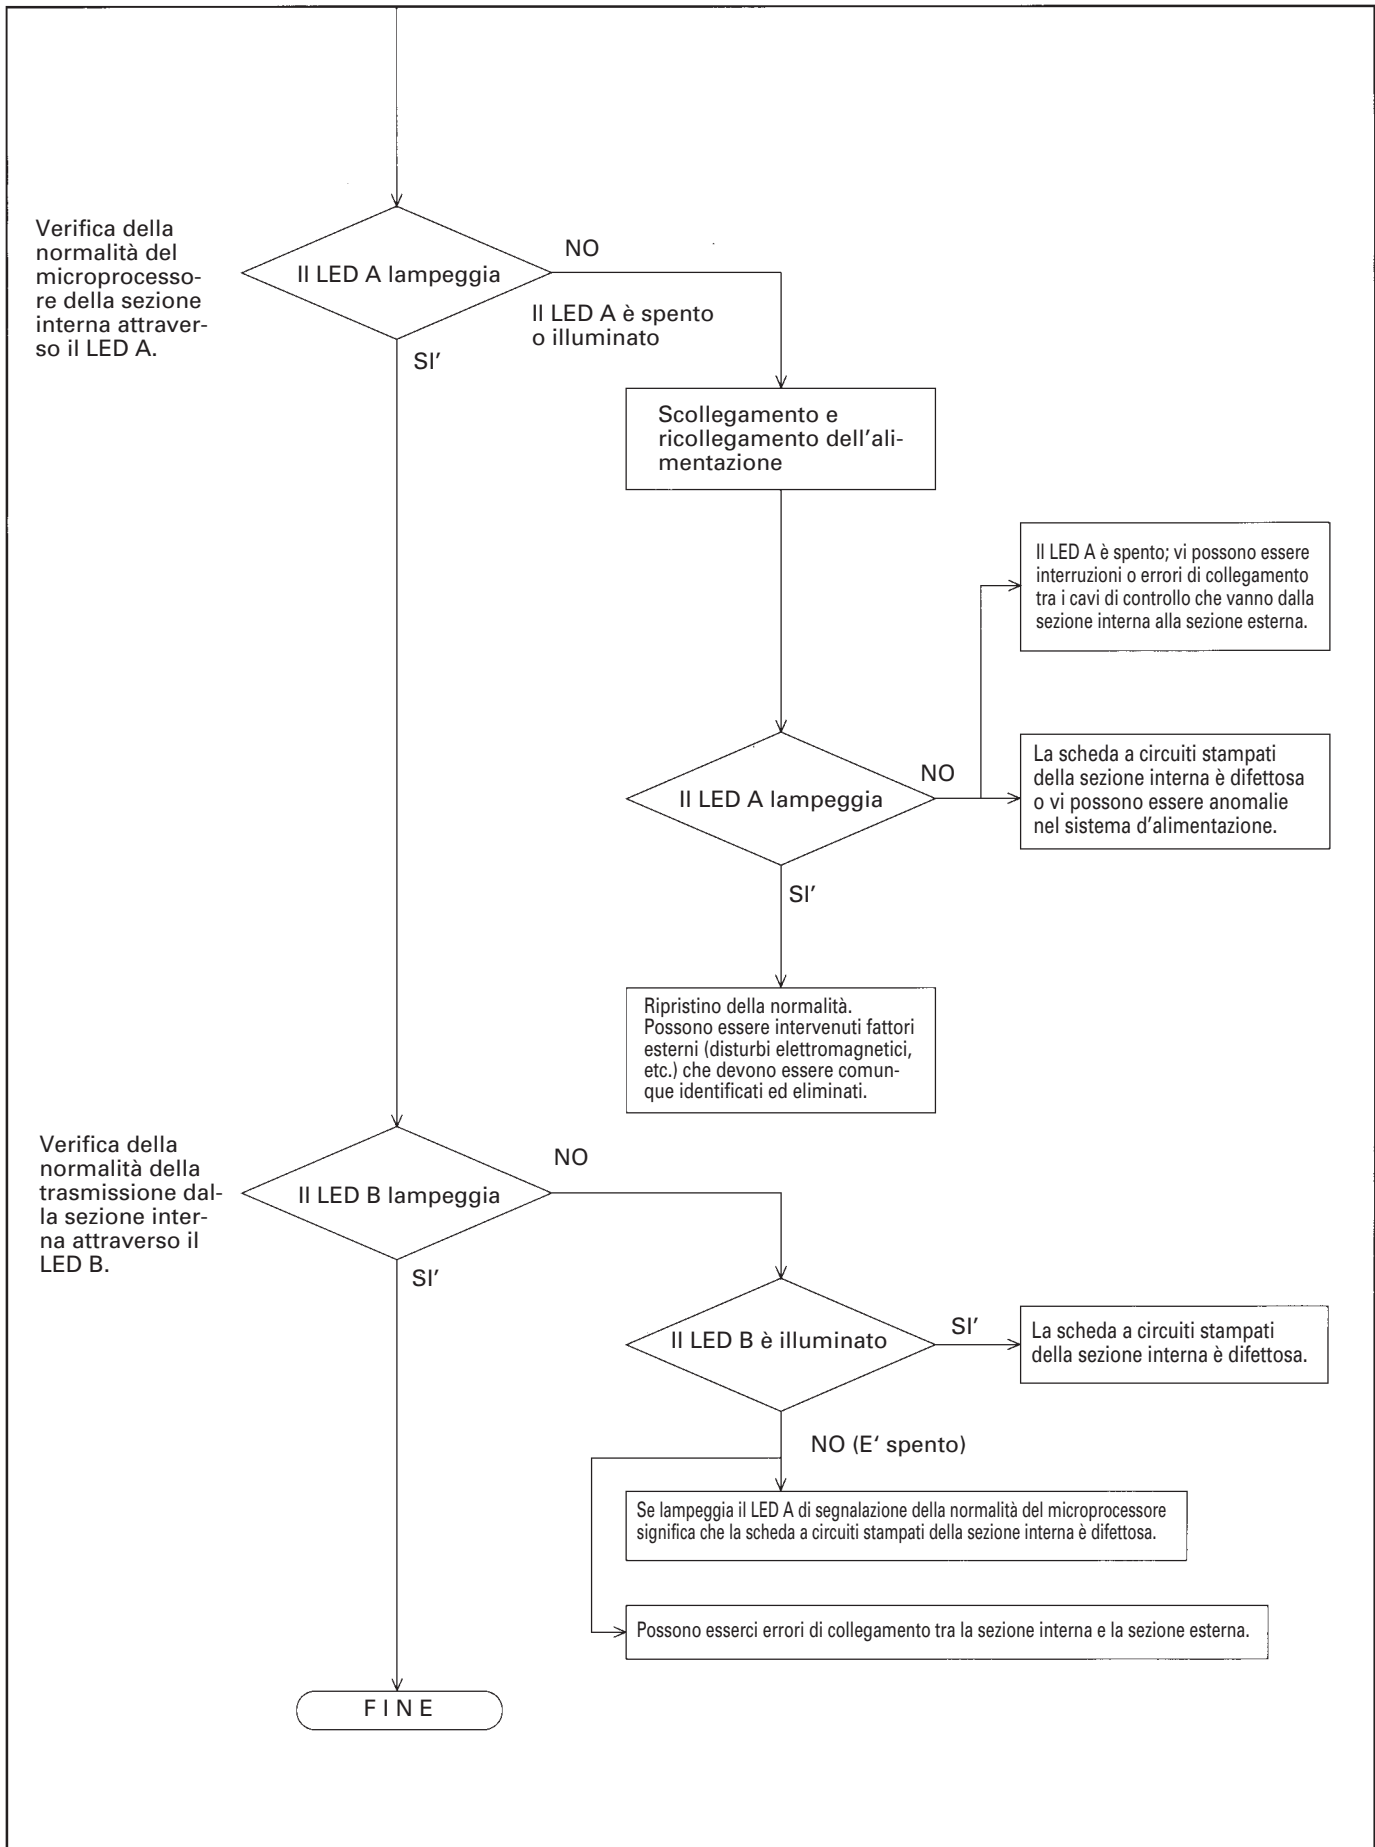 Verifica della
normalità del
microprocesso-
re della sezione
interna attraver-
so il LED A.
Il LED A lampeggia
NO
Il LED A è spento
o illuminato
SI'
Scollegamento e
ricollegamento dell'ali-
mentazione
Il LED A è spento; vi possono essere
interruzioni o errori di collegamento
tra i cavi di controllo che vanno dalla
sezione interna alla sezione esterna.
Il LED A lampeggia
NO
La scheda a circuiti stampati
della sezione interna è difettosa
o vi possono essere anomalie
nel sistema d'alimentazione.
SI'
Ripristino della normalità.
Possono essere intervenuti fattori
esterni (disturbi elettromagnetici,
etc.) che devono essere comun-
que identificati ed eliminati.
Verifica della
normalità della
trasmissione dal-
la sezione inter-
na attraverso il
LED B.
Il LED B lampeggia
NO
SI'
Il LED B è illuminato
SI'
La scheda a circuiti stampati
della sezione interna è difettosa.
NO (E‘ spento)
Se lampeggia il LED A di segnalazione della normalità del microprocessore
significa che la scheda a circuiti stampati della sezione interna è difettosa.
Possono esserci errori di collegamento tra la sezione interna e la sezione esterna.
F I N E